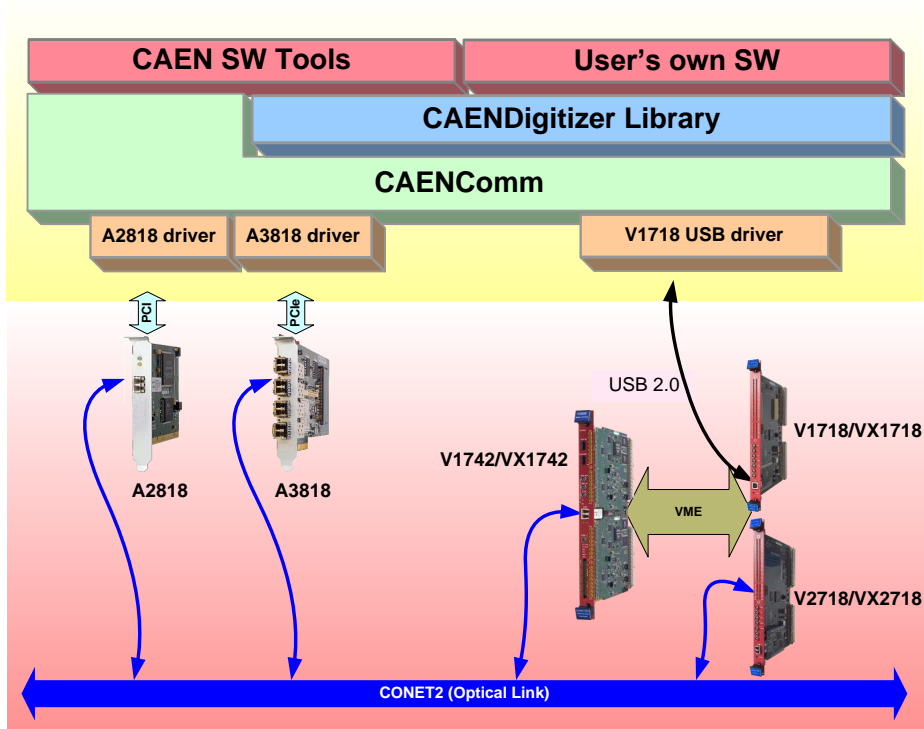 CAEN SW Tools
User's own SW
CAENDigitizer Library
CAENComm
A2818 driver
A3818 driver
V1718 USB driver
PCI
PCIe
USB 2.0
V1742/VX1742
V1718/VX1718
A2818
A3818
VME
V2718/VX2718
CONET2 (Optical Link)